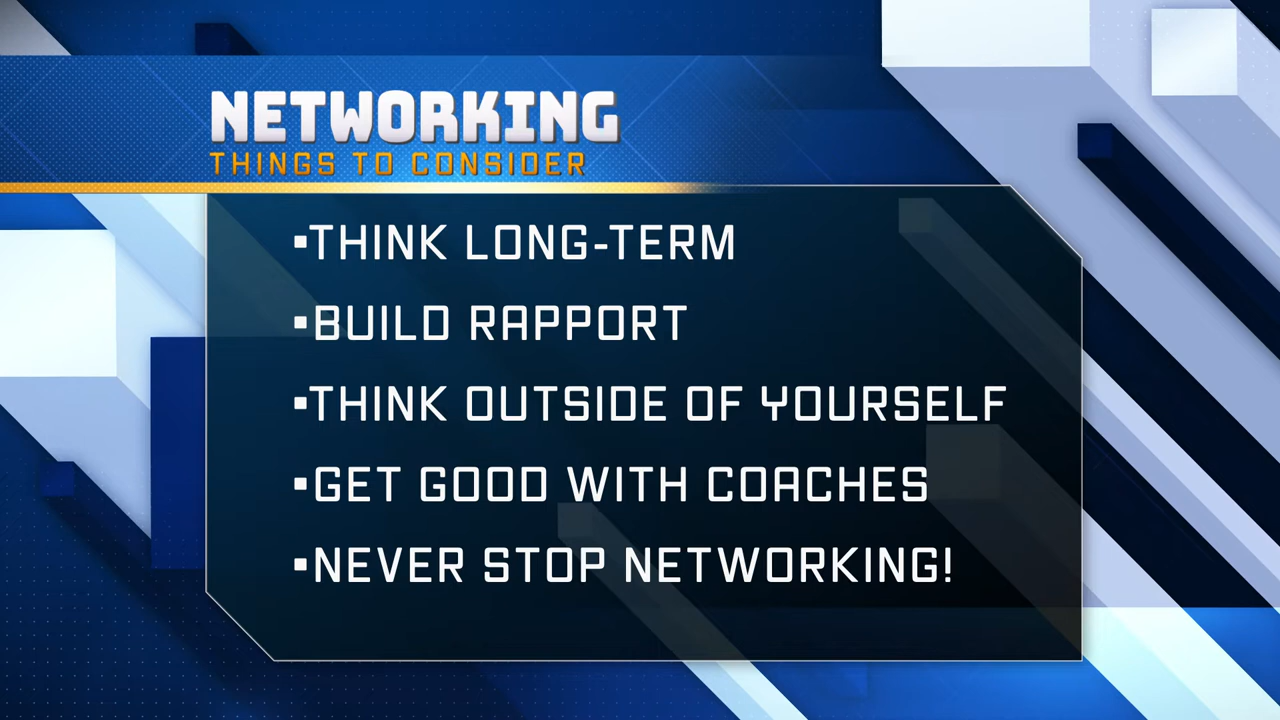 NETWORKING
THINGS TO CONSIDER
▪THINK LONG-TERM
▪BUILD RAPPORT
▪THINK OUTSIDE OF YOURSELF
▪GET GOOD WITH COACHES
▪NEVER STOP NETWORKING!